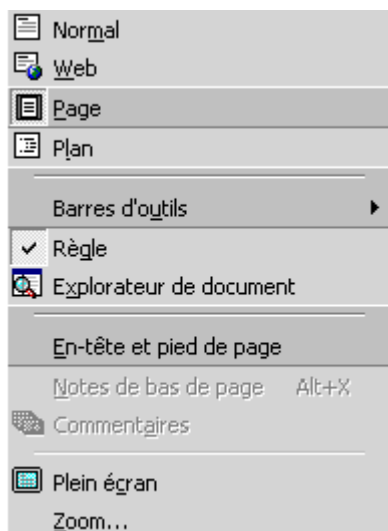 Normal
Web
Page
Plan
Barres d'outils
Règle
Explorateur de document
En-tête et pied de page
Notes de bas de page Alt+X
Commentaires
Plein écran
Zoom...